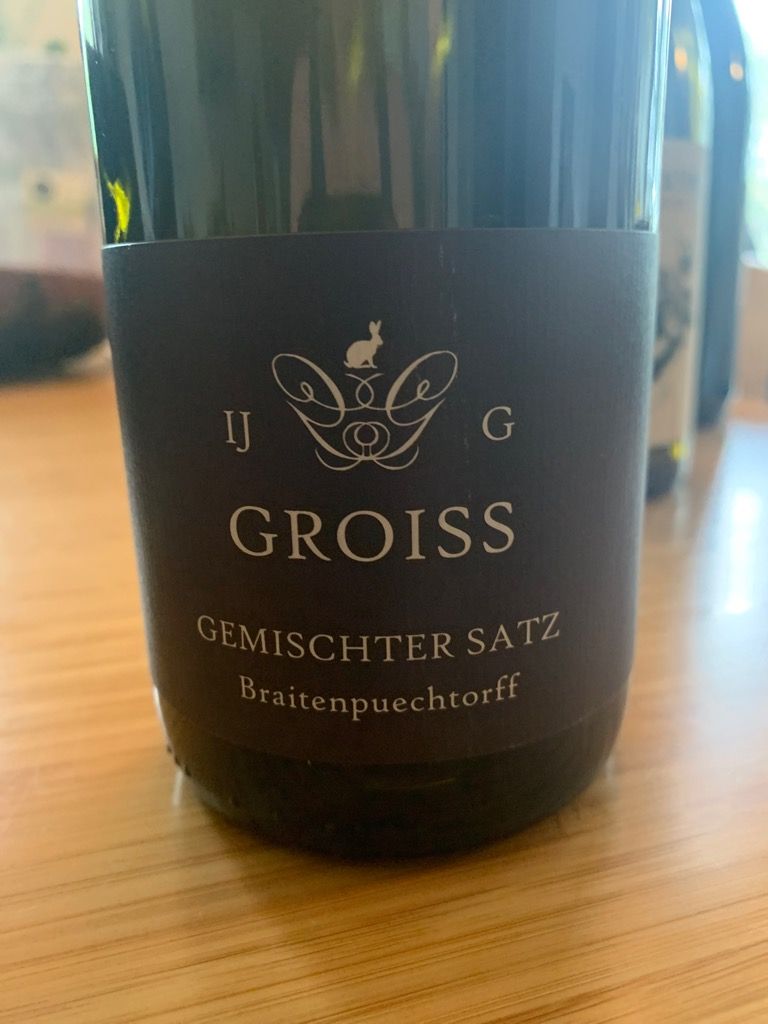 IJ G
GROISS
GEMISCHTER SATZ
Braitenpuechtorff